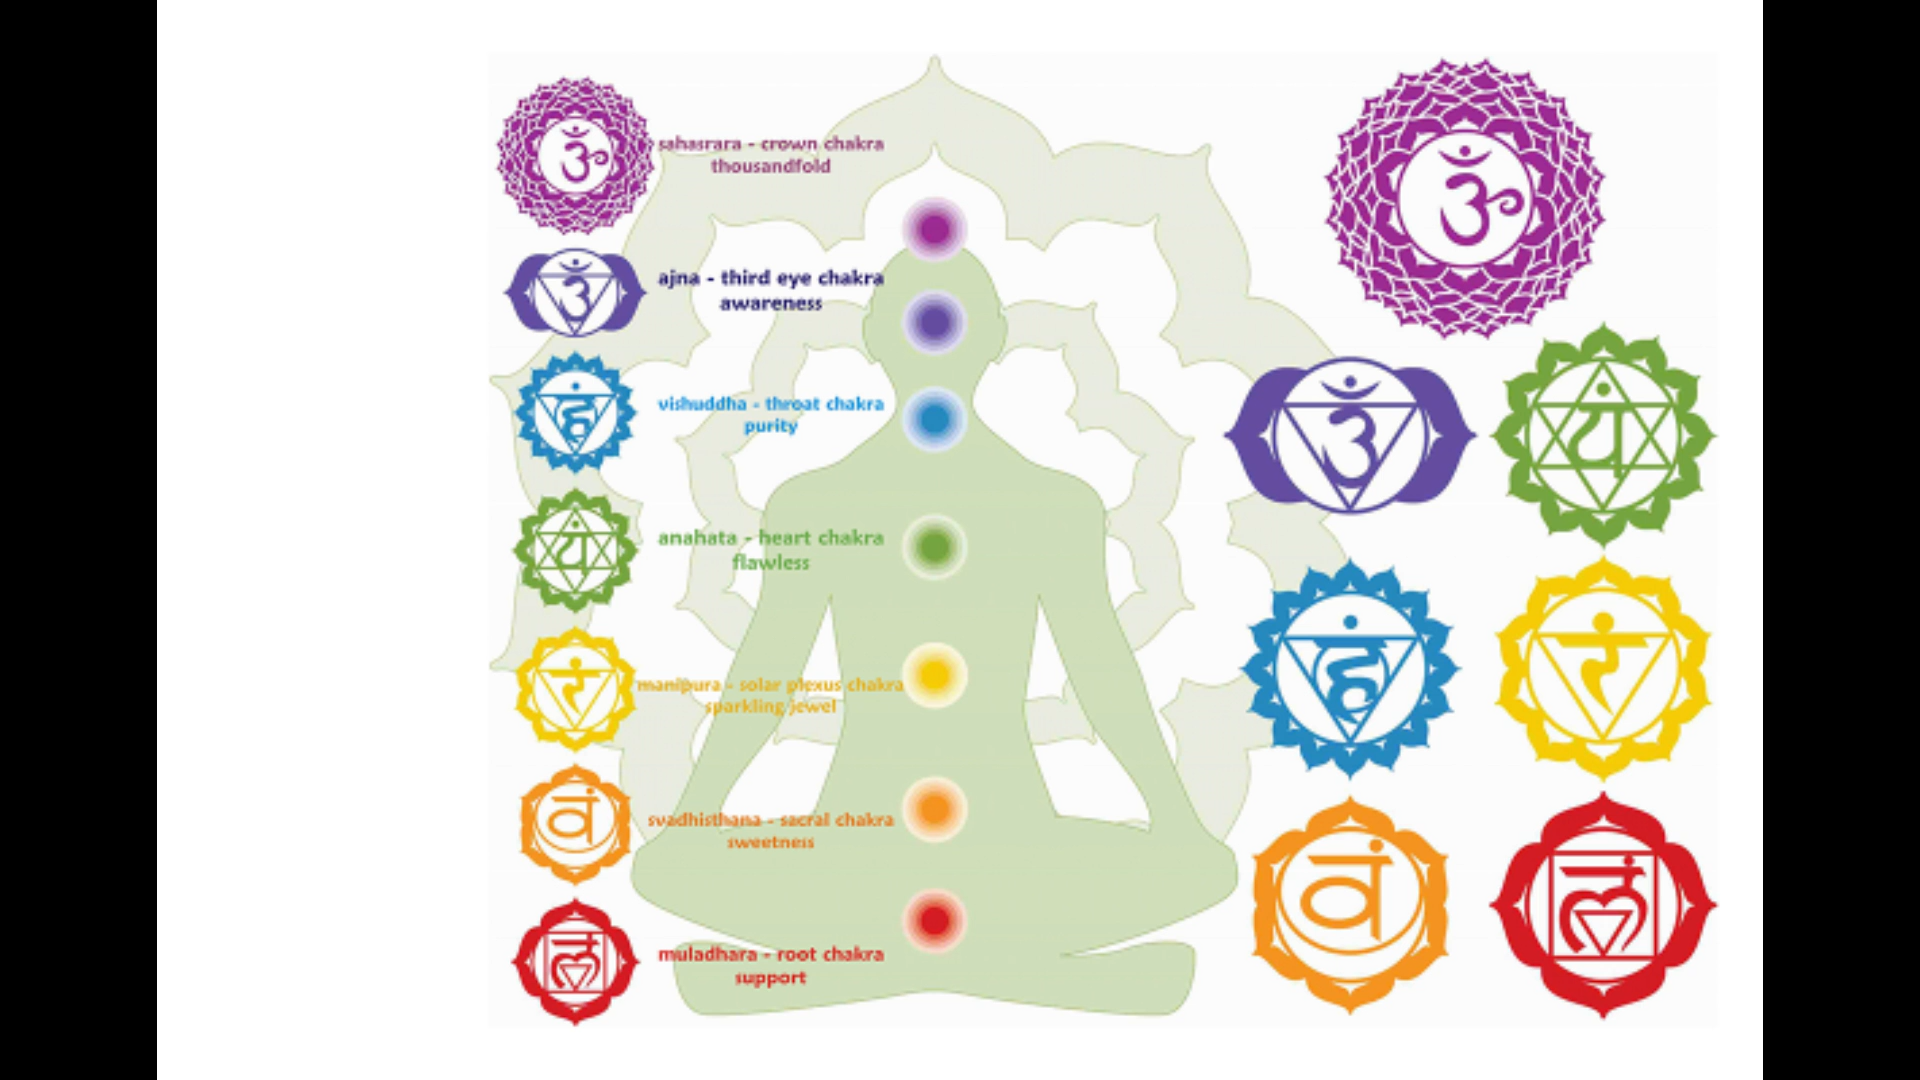 ॐ
sahasrara - crown chakra
thousandfold
ॐ
ajna - third eye chakra
awareness
हं
vishuddha - throat chakra
purity
यं
anahata - heart chakra
flawless
रं
manipura - solar plexus chakra
sparkling jewel
वं
svadhisthana - sacral chakra
sweetness
लं
muladhara - root chakra
support
ॐ
ॐ
यं
हं
रं
वं
लं